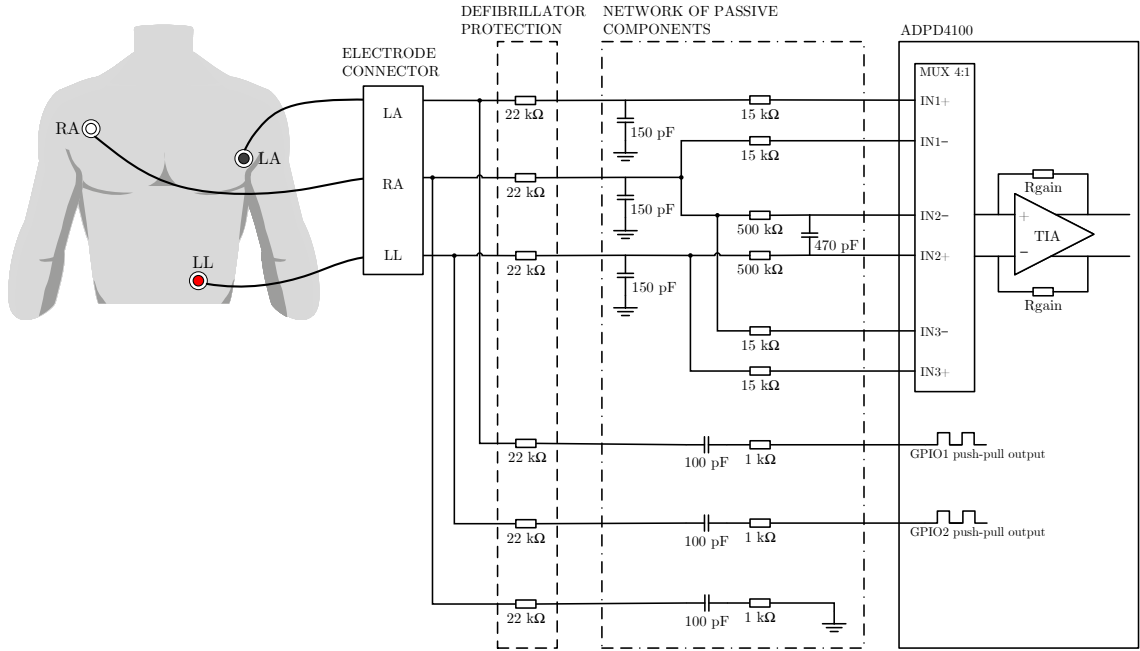 DEFIBRILLATOR
PROTECTION
NETWORK OF PASSIVE
COMPONENTS
ADPD4100
ELECTRODE
CONNECTOR
MUX 4:1
LA
RA
LL
RA
LA
LL
22 kΩ
150 pF
15 kΩ
IN1+
15 kΩ
IN1−
22 kΩ
150 pF
500 kΩ
IN2−
470 pF
22 kΩ
150 pF
500 kΩ
IN2+
Rgain
+
TIA
−
Rgain
15 kΩ
IN3−
15 kΩ
IN3+
22 kΩ
100 pF
1 kΩ
GPIO1 push-pull output
22 kΩ
100 pF
1 kΩ
GPIO2 push-pull output
22 kΩ
100 pF
1 kΩ